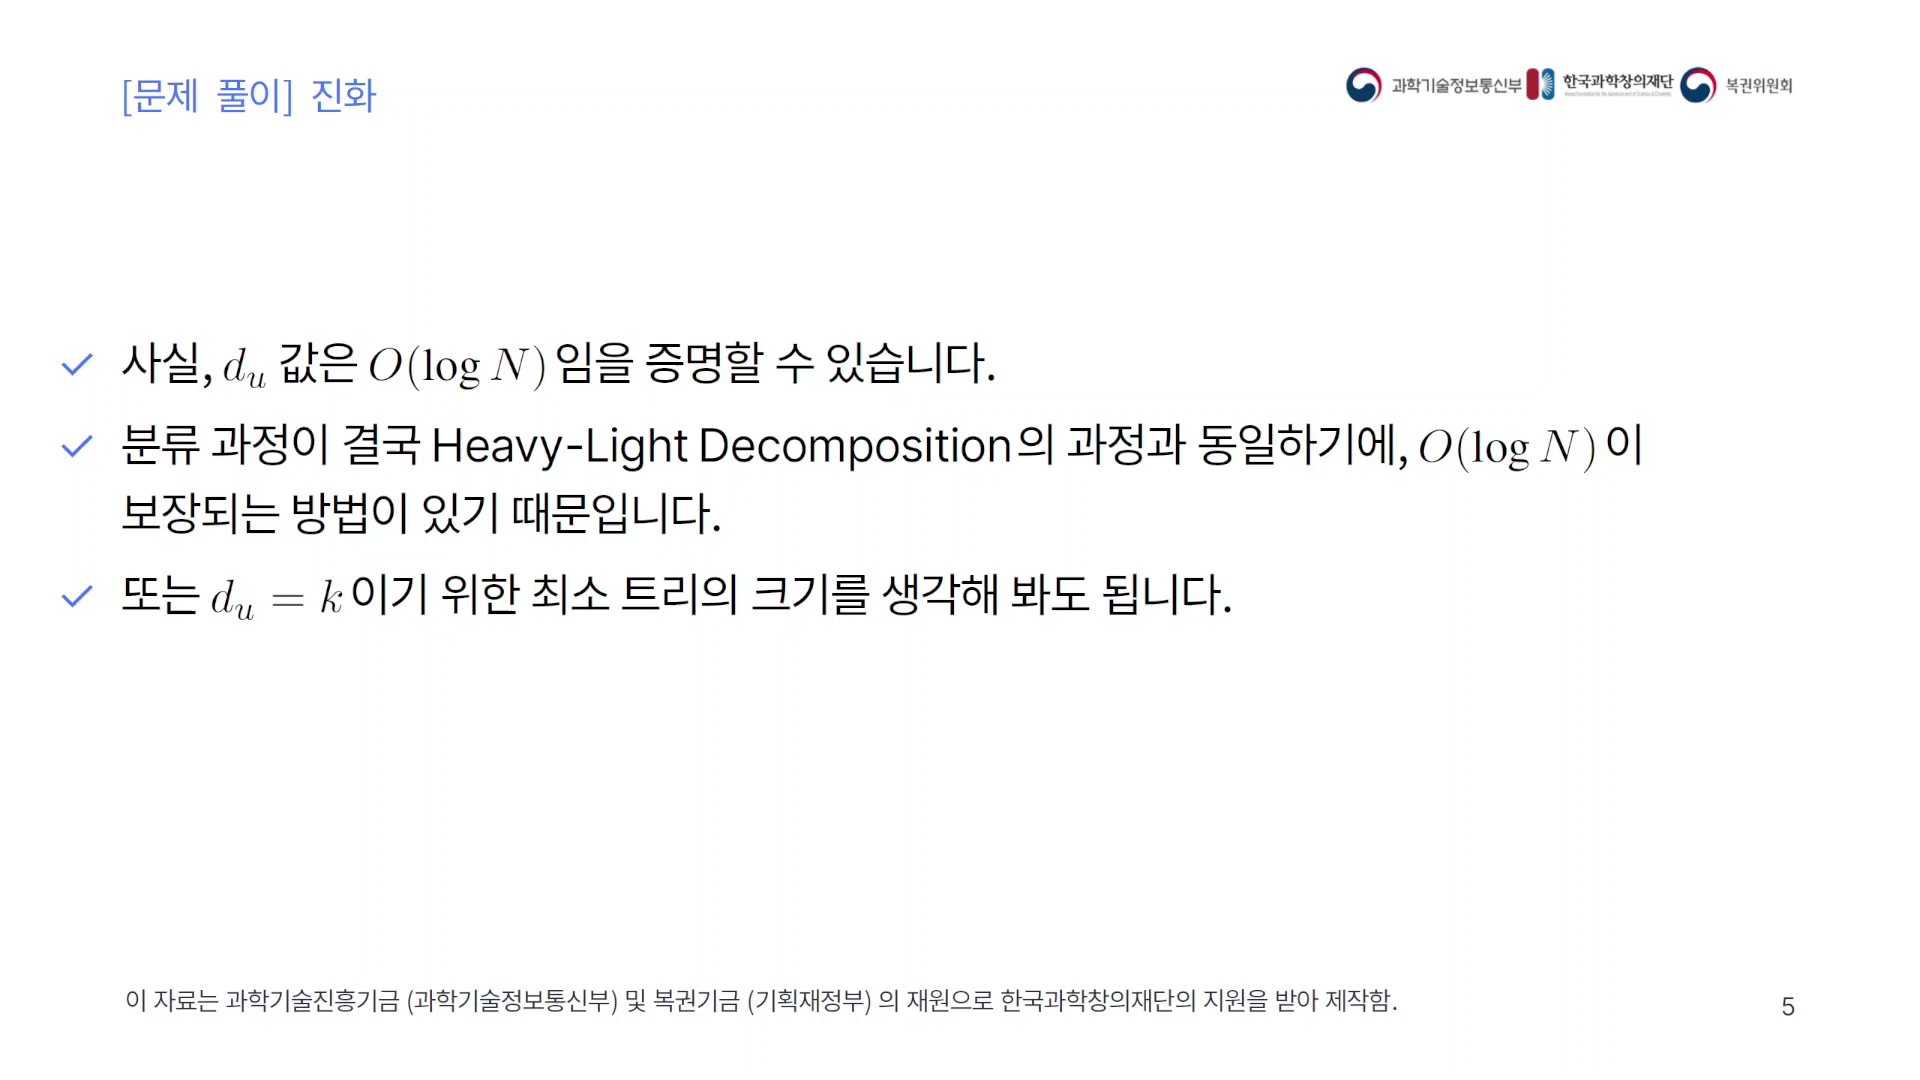 [문제 풀이] 진화
과학기술정보통신부 한국과학창의재단 복권위원회
사실, d_u 값은 O(log N)임을 증명할 수 있습니다.
분류 과정이 결국 Heavy-Light Decomposition의 과정과 동일하기에, O(log N)이
보장되는 방법이 있기 때문입니다.
또는 d_u = k이기 위한 최소 트리의 크기를 생각해 봐도 됩니다.
이 자료는 과학기술진흥기금 (과학기술정보통신부) 및 복권기금 (기획재정부) 의 재원으로 한국과학창의재단의 지원을 받아 제작함.
5